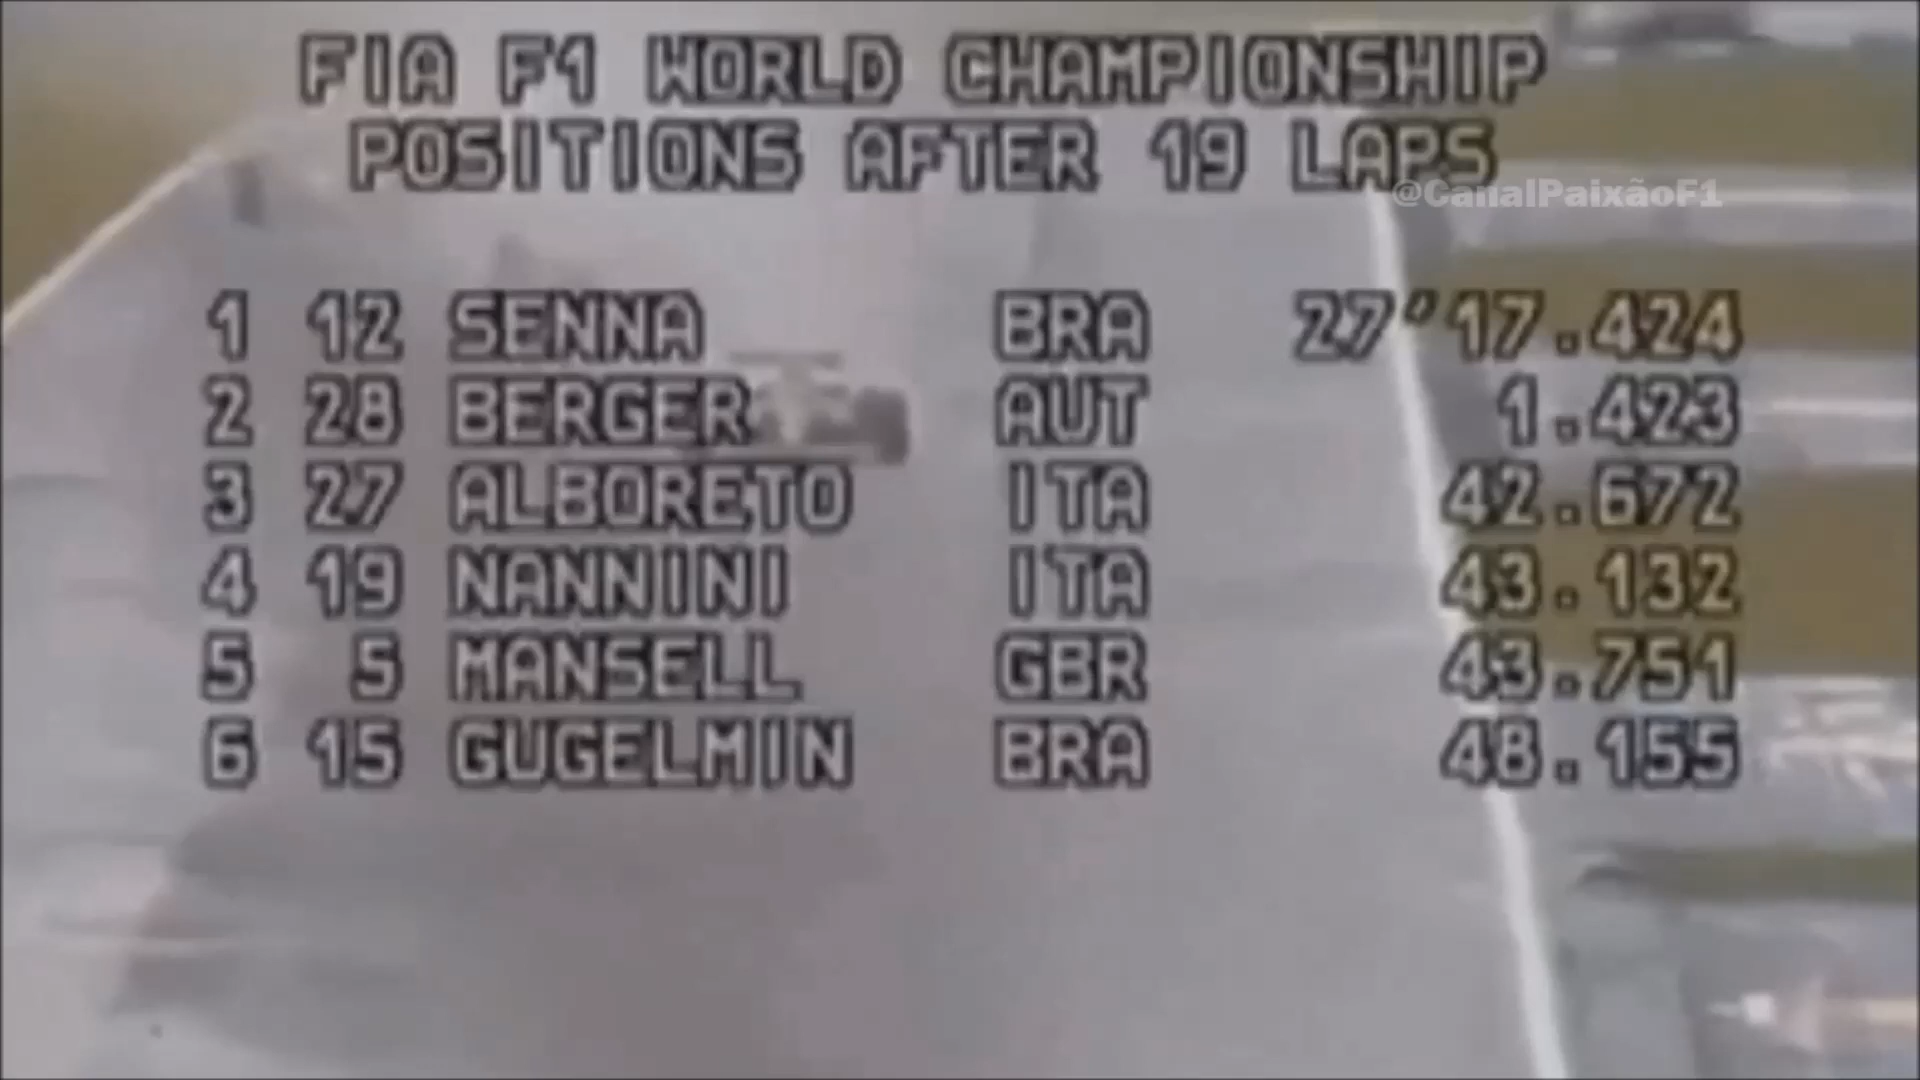 FIA F1 WORLD CHAMPIONSHIP
POSITIONS AFTER 19 LAPS
@CanalPaixãoF1
1 12 SENNA BRA 27'17.424
2 28 BERGER AUT 1.423
3 27 ALBORETO ITA 42.672
4 19 NANNINI ITA 43.132
5 5 MANSELL GBR 43.751
6 15 GUGELMIN BRA 48.155